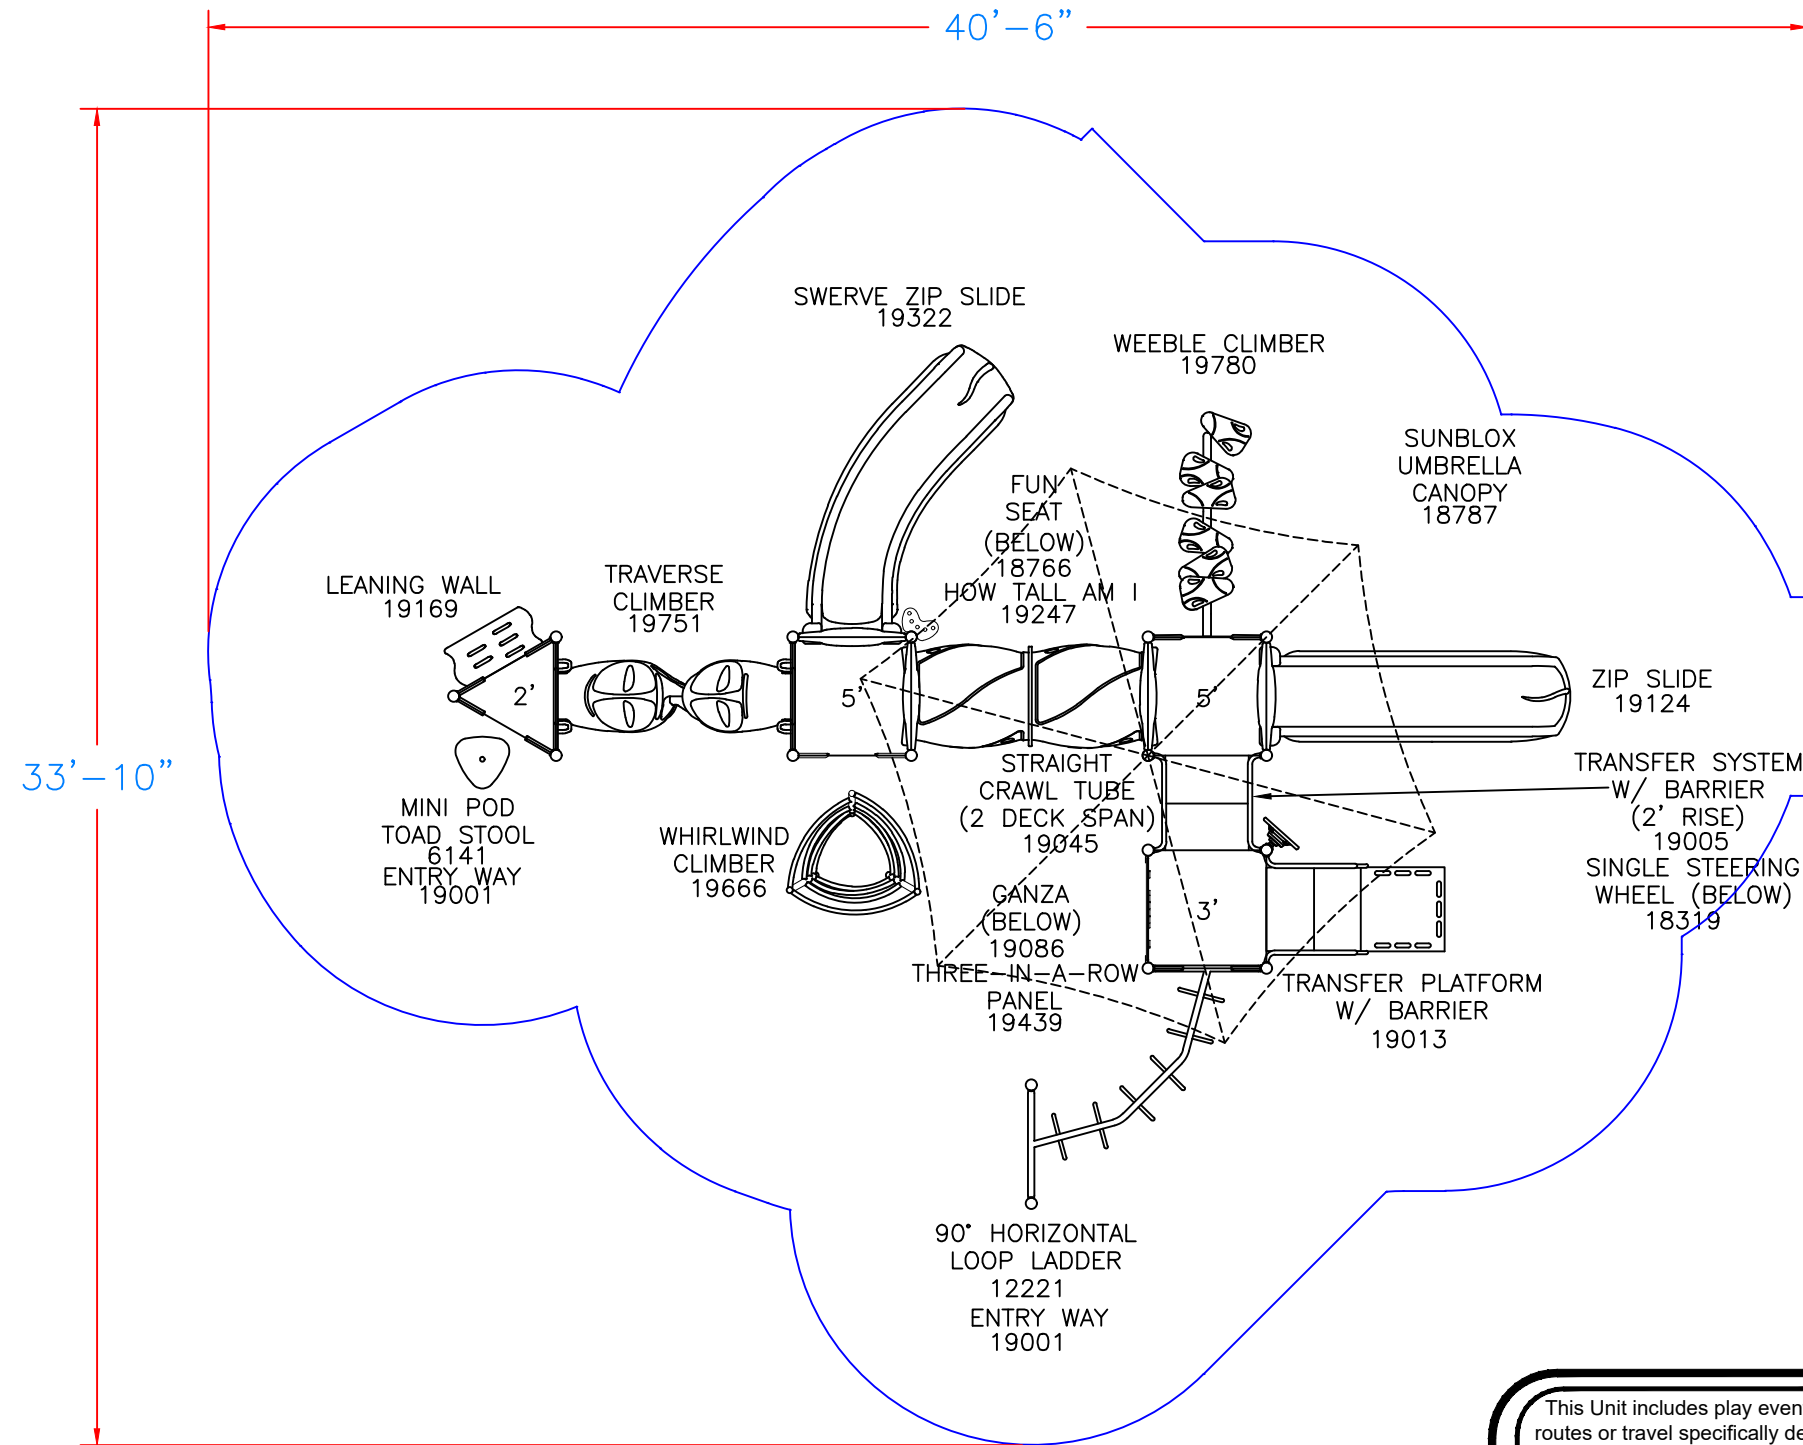 40'-6"
33'-10"
SWERVE ZIP SLIDE
19322
WEEBLE CLIMBER
19780
SUNBLOX
UMBRELLA
CANOPY
18787
FUN
SEAT
(BELOW)
18766
HOW TALL AM I
19247
LEANING WALL
19169
TRAVERSE
CLIMBER
19751
2'
5'
5'
ZIP SLIDE
19124
STRAIGHT
CRAWL TUBE
(2 DECK SPAN)
19045
TRANSFER SYSTEM
W/ BARRIER
(2' RISE)
19005
SINGLE STEERING
WHEEL (BELOW)
18319
MINI POD
TOAD STOOL
6141
ENTRY WAY
19001
WHIRLWIND
CLIMBER
19666
GANZA
(BELOW)
19086
THREE-IN-A-ROW
PANEL
19439
3'
TRANSFER PLATFORM
W/ BARRIER
19013
90° HORIZONTAL
LOOP LADDER
12221
ENTRY WAY
19001
This Unit includes play even
routes or travel specifically de